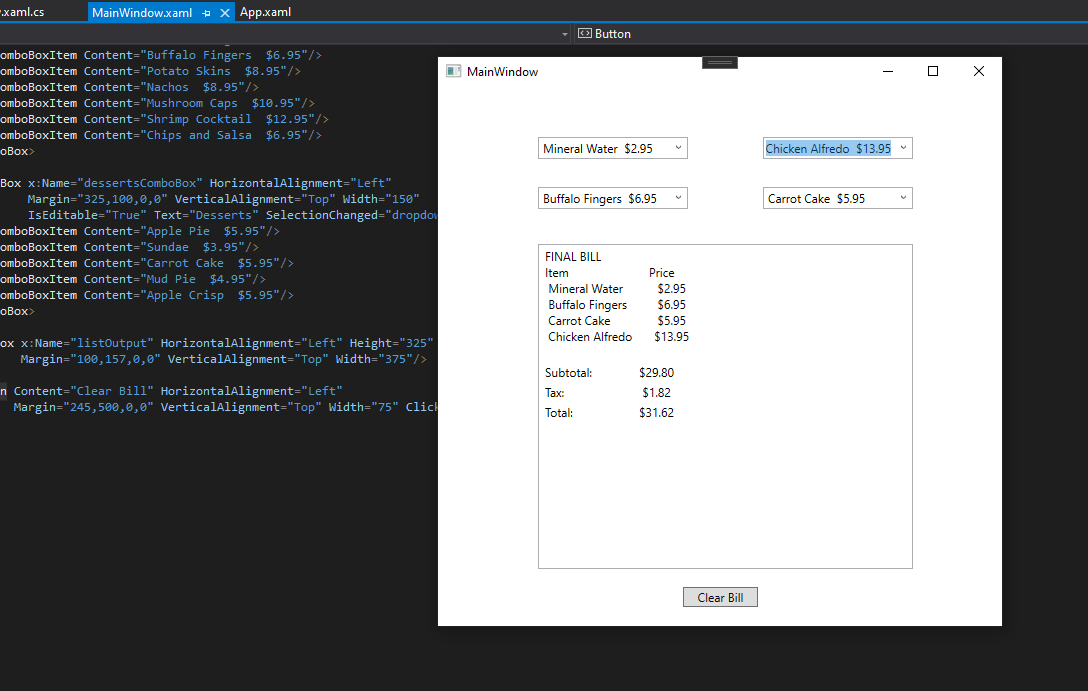 .xaml.cs MainWindow.xaml App.xaml
Button
omboBoxItem Content="Buffalo Fingers  $6.95"/>
omboBoxItem Content="Potato Skins  $8.95"/>
omboBoxItem Content="Nachos  $8.95"/>
omboBoxItem Content="Mushroom Caps  $10.95"/>
omboBoxItem Content="Shrimp Cocktail  $12.95"/>
omboBoxItem Content="Chips and Salsa  $6.95"/>
oBox>
Box x:Name="dessertsComboBox" HorizontalAlignment="Left"
Margin="325,100,0,0" VerticalAlignment="Top" Width="150"
IsEditable="True" Text="Desserts" SelectionChanged="dropdow
omboBoxItem Content="Apple Pie  $5.95"/>
omboBoxItem Content="Sundae  $3.95"/>
omboBoxItem Content="Carrot Cake  $5.95"/>
omboBoxItem Content="Mud Pie  $4.95"/>
omboBoxItem Content="Apple Crisp  $5.95"/>
oBox>
ox x:Name="listOutput" HorizontalAlignment="Left" Height="325"
Margin="100,157,0,0" VerticalAlignment="Top" Width="375"/>
n Content="Clear Bill" HorizontalAlignment="Left"
Margin="245,500,0,0" VerticalAlignment="Top" Width="75" Click
MainWindow
Mineral Water  $2.95
Chicken Alfredo  $13.95
Buffalo Fingers  $6.95
Carrot Cake  $5.95
FINAL BILL
Item Price
Mineral Water $2.95
Buffalo Fingers $6.95
Carrot Cake $5.95
Chicken Alfredo $13.95
Subtotal: $29.80
Tax: $1.82
Total: $31.62
Clear Bill